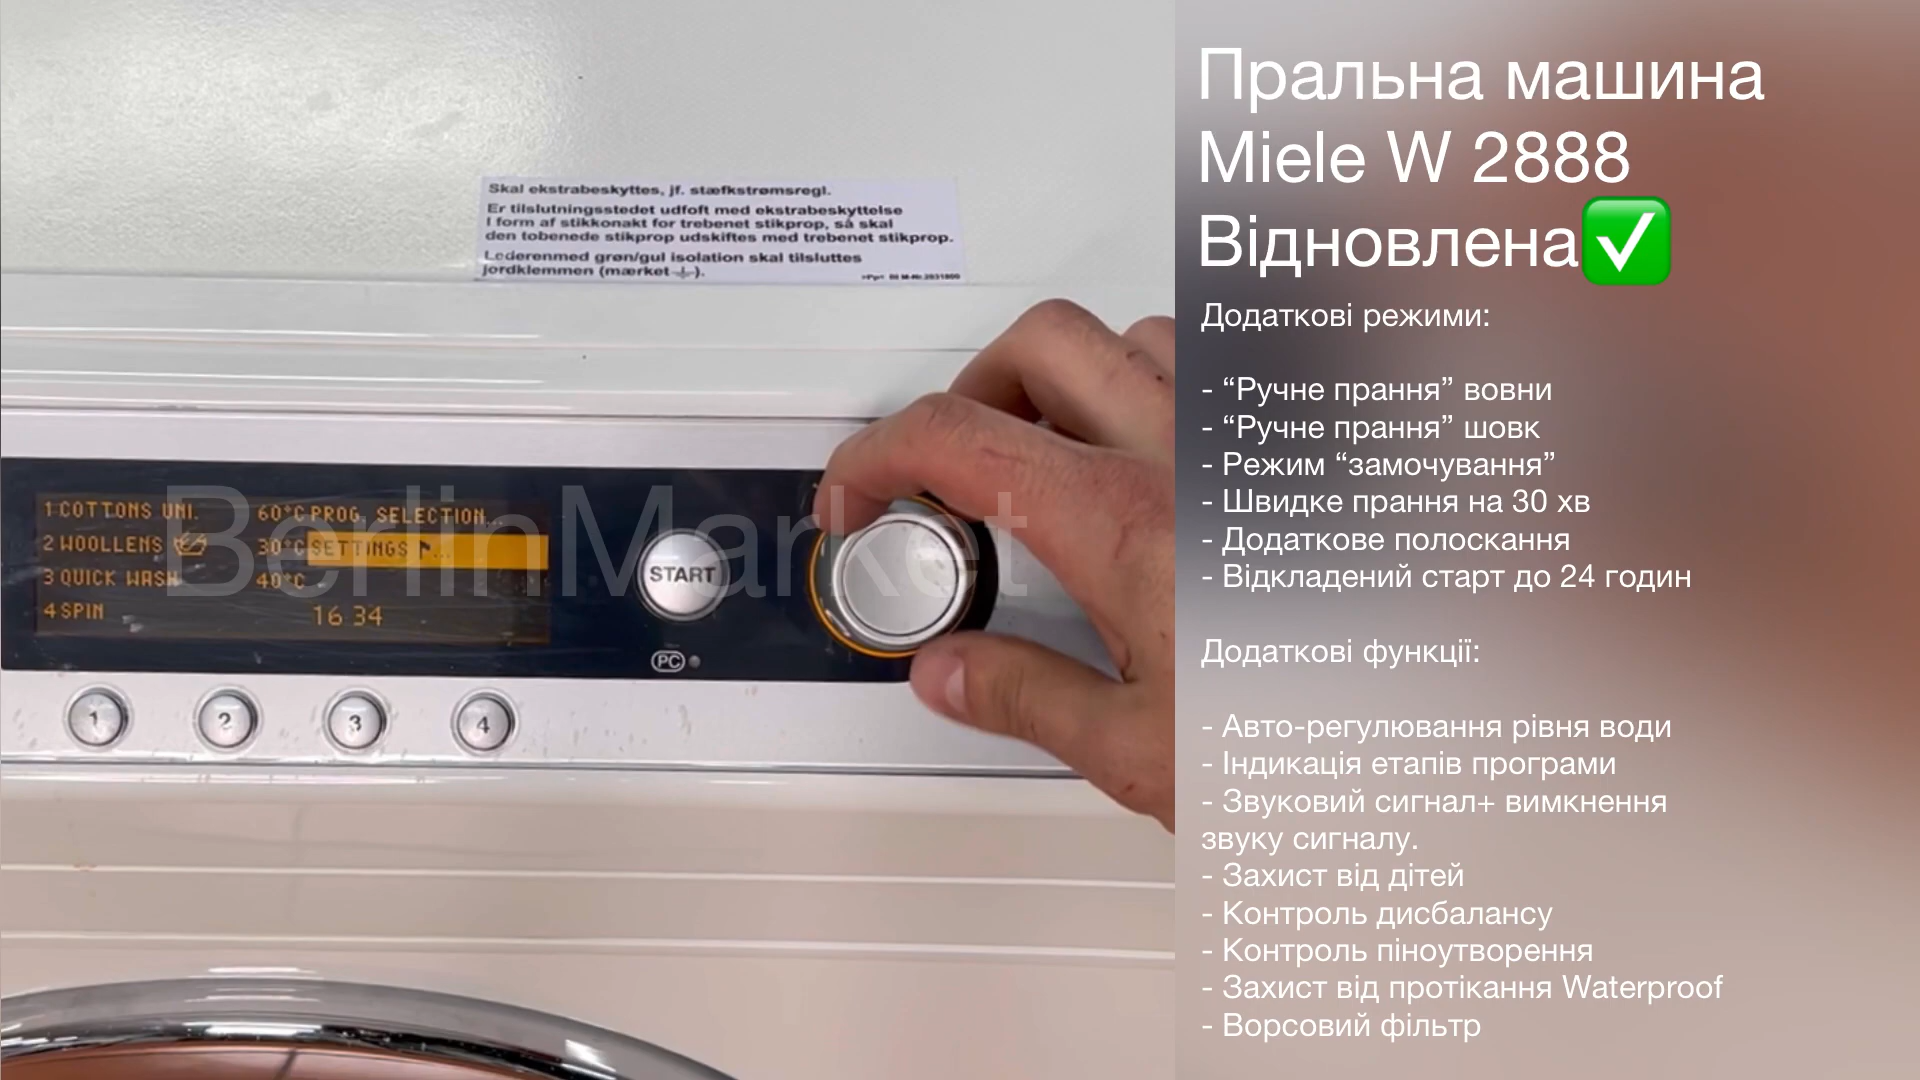 Skal ekstrabeskyttes, jf. stæfkstrømsregl.
Er tilslutningsstedet udfoft med ekstrabeskyttelse
I form af stikkonakt for trebenet stikprop, så skal
den tobenede stikprop udskiftes med trebenet stikprop.
Lederenmed grøn/gul isolation skal tilsluttes
jordklemmen (mærket ⏚).
1 COTTONS UNI. 60°C PROG. SELECTION...
2 WOOLLENS 30°C SETTINGS ...
3 QUICK WASH 40°C
4 SPIN 16 34
START
PC
1 2 3 4
BerlinMarket
Пральна машина
Miele W 2888
Відновлена✅
Додаткові режими:
- “Ручне прання” вовни
- “Ручне прання” шовк
- Режим “замочування”
- Швидке прання на 30 хв
- Додаткове полоскання
- Відкладений старт до 24 годин
Додаткові функції:
- Авто-регулювання рівня води
- Індикація етапів програми
- Звуковий сигнал+ вимкнення
звуку сигналу.
- Захист від дітей
- Контроль дисбалансу
- Контроль піноутворення
- Захист від протікання Waterproof
- Ворсовий фільтр